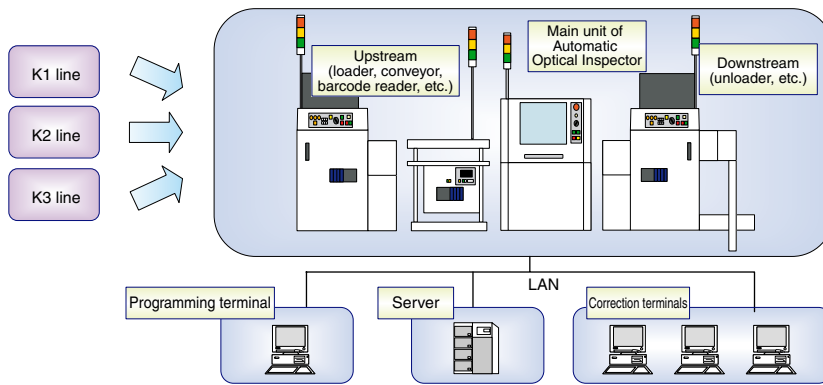 K1 line
K2 line
K3 line
Upstream
(loader, conveyor,
barcode reader, etc.)
Main unit of
Automatic
Optical Inspector
Downstream
(unloader, etc.)
LAN
Programming terminal
Server
Correction terminals